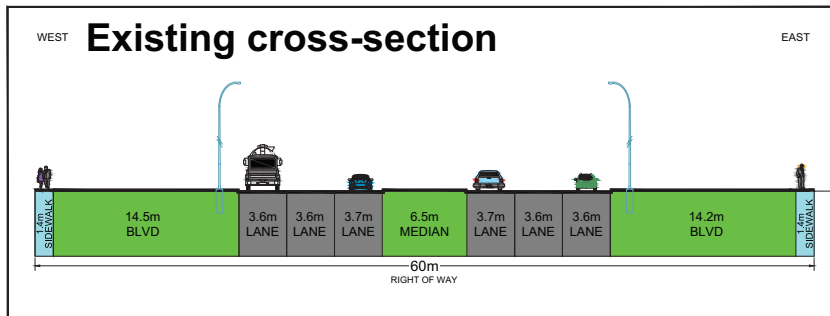 WEST Existing cross-section EAST
1.4m
SIDEWALK
14.5m
BLVD
3.6m
LANE
3.6m
LANE
3.7m
LANE
6.5m
MEDIAN
3.7m
LANE
3.6m
LANE
3.6m
LANE
14.2m
BLVD
1.4m
SIDEWALK
60m
RIGHT OF WAY